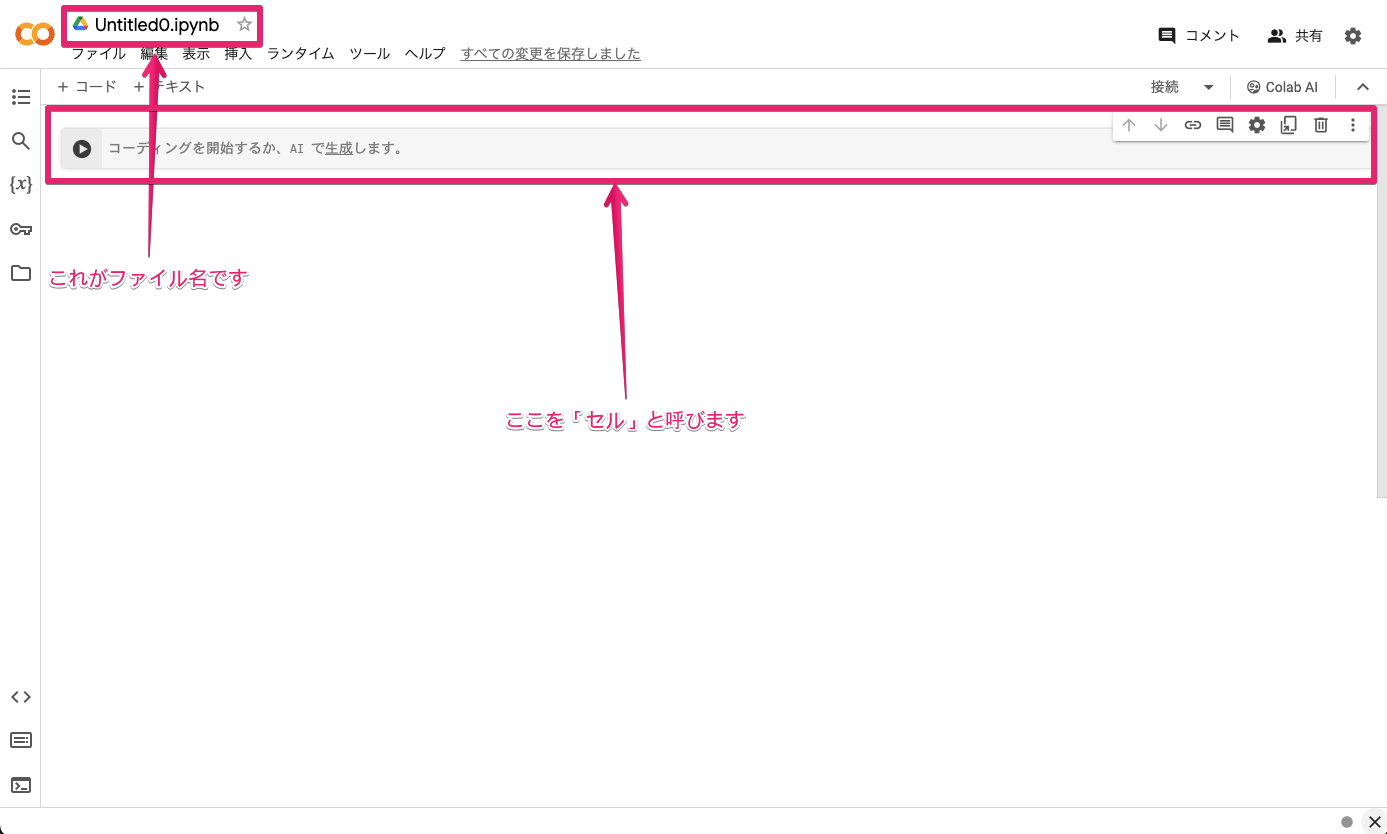 Untitled0.ipynb
ファイル 編集 表示 挿入 ランタイム ツール ヘルプ すべての変更を保存しました
コメント 共有
+ コード + テキスト
接続 Colab AI
コーディングを開始するか、AI で生成します。
{x}
これがファイル名です
ここを「セル」と呼びます